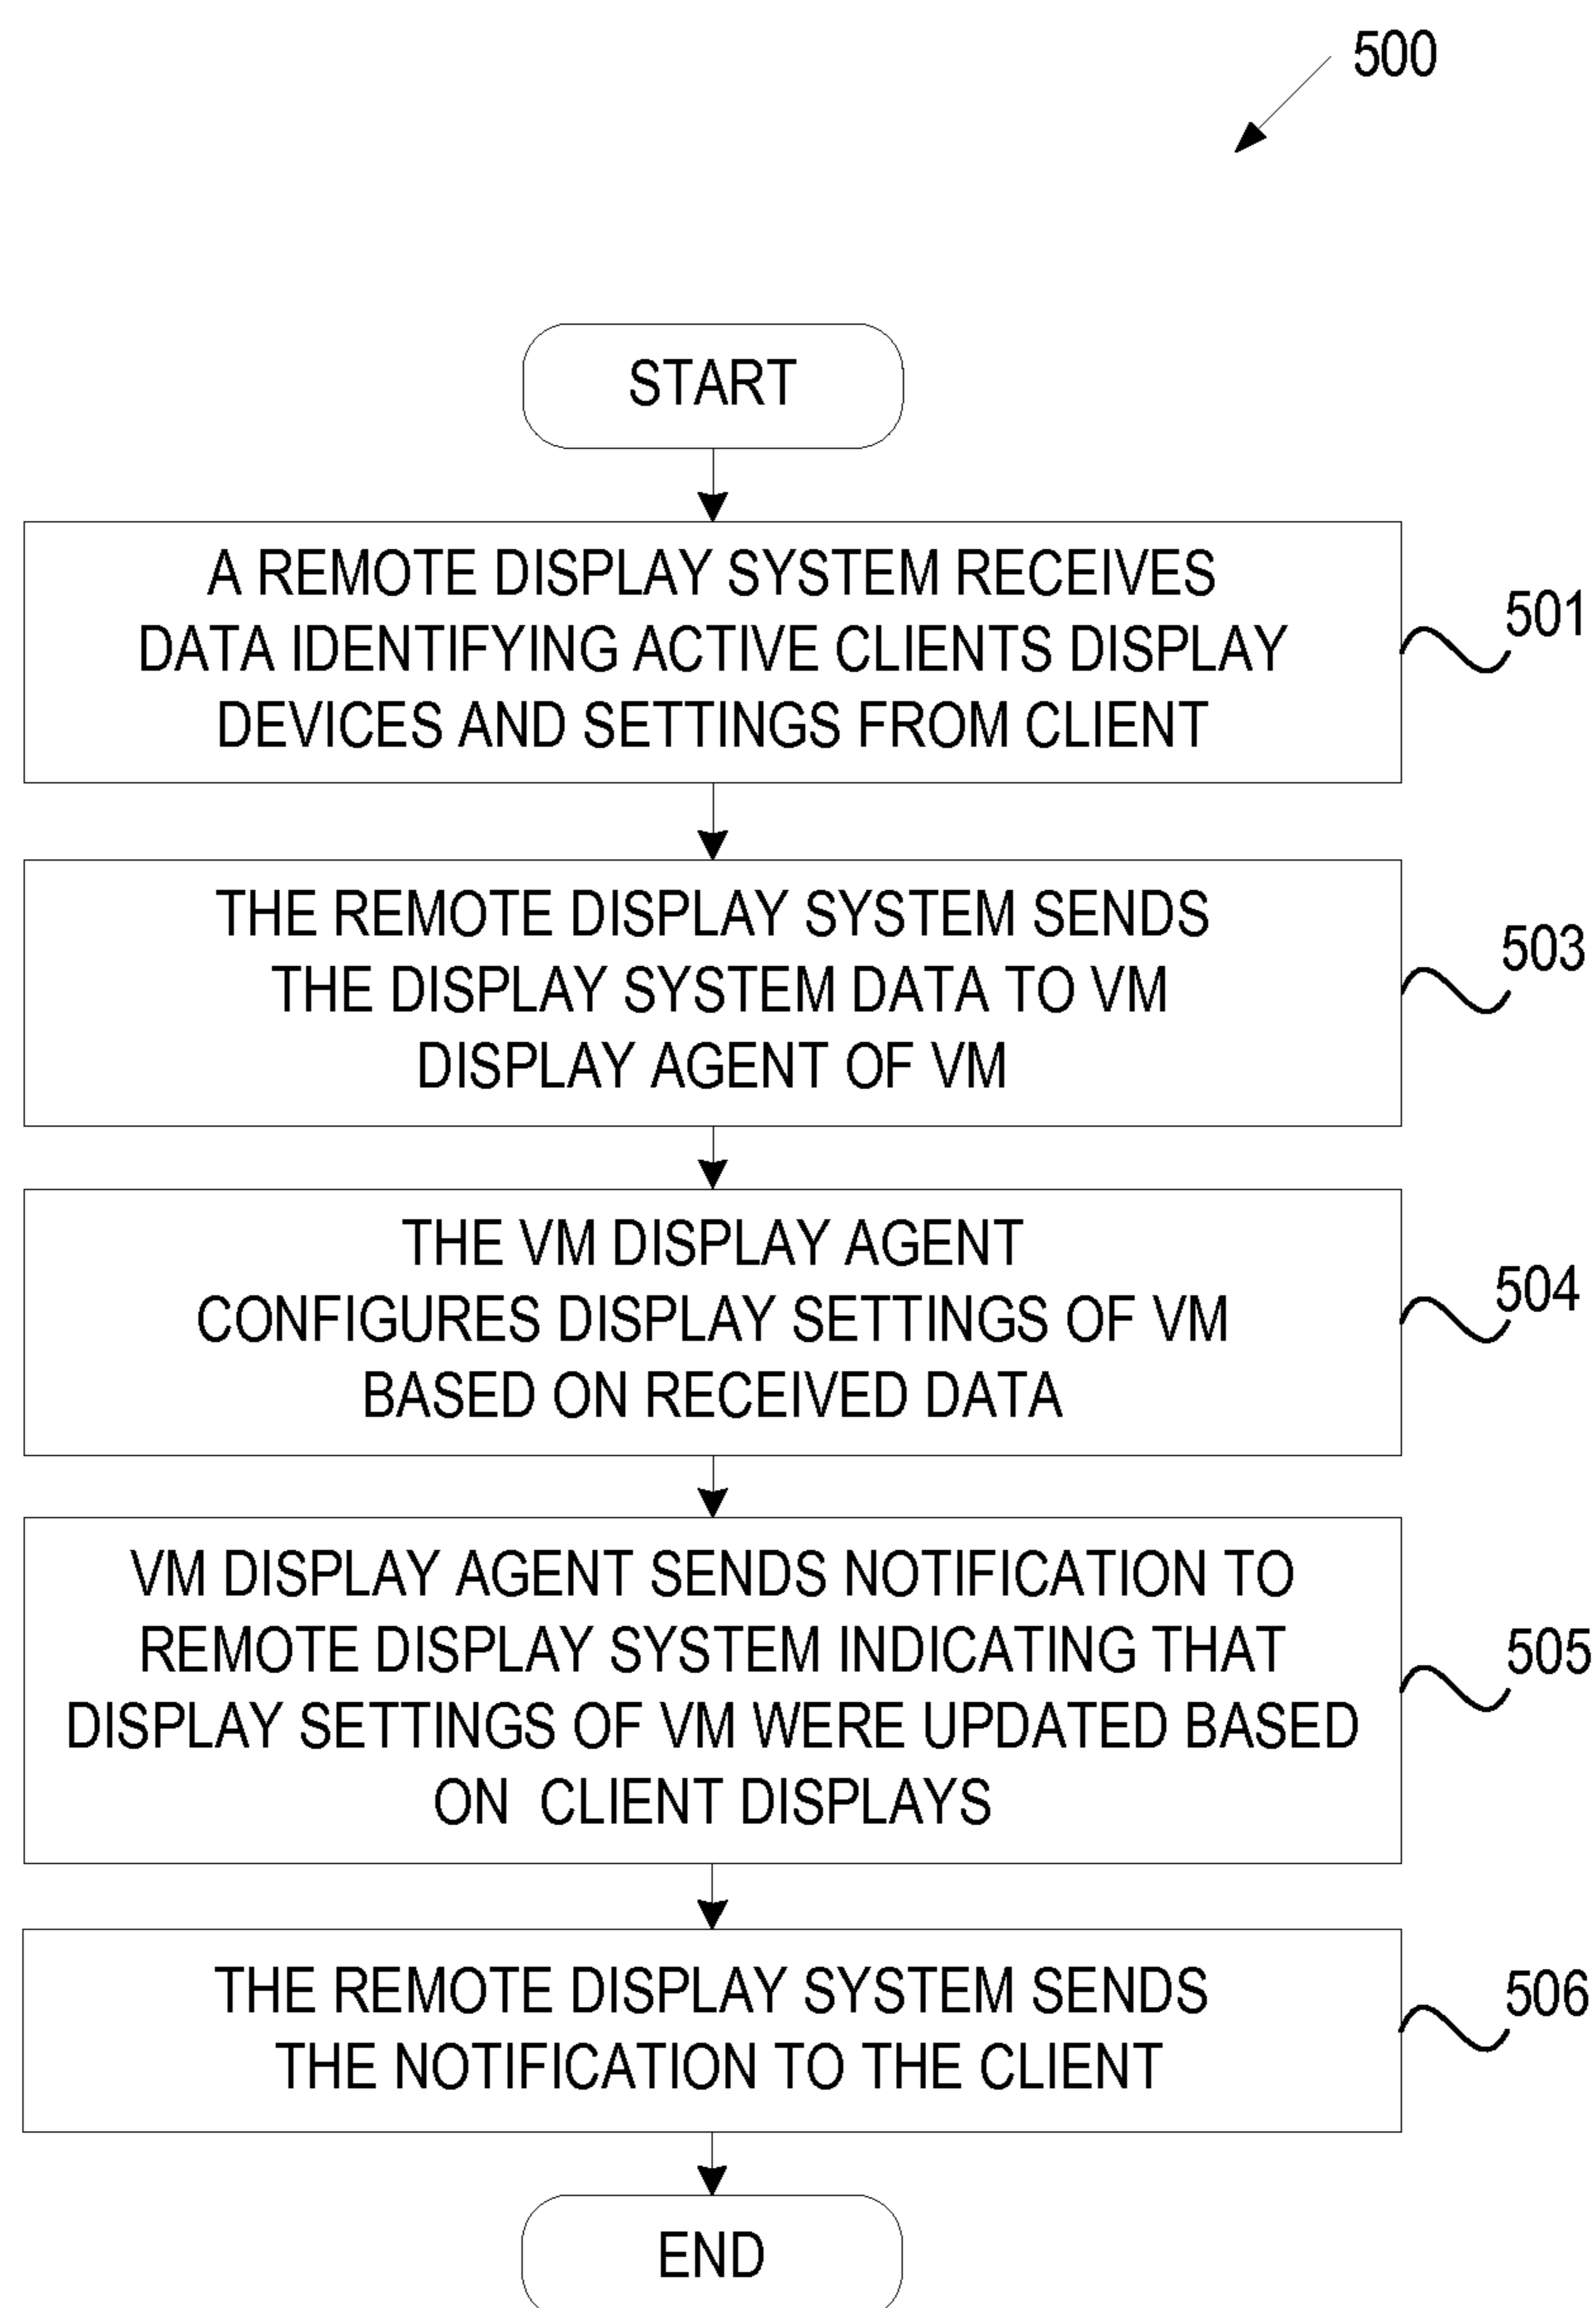 500
START
A REMOTE DISPLAY SYSTEM RECEIVES
DATA IDENTIFYING ACTIVE CLIENTS DISPLAY
DEVICES AND SETTINGS FROM CLIENT
501
THE REMOTE DISPLAY SYSTEM SENDS
THE DISPLAY SYSTEM DATA TO VM
DISPLAY AGENT OF VM
503
THE VM DISPLAY AGENT
CONFIGURES DISPLAY SETTINGS OF VM
BASED ON RECEIVED DATA
504
VM DISPLAY AGENT SENDS NOTIFICATION TO
REMOTE DISPLAY SYSTEM INDICATING THAT
DISPLAY SETTINGS OF VM WERE UPDATED BASED
ON CLIENT DISPLAYS
505
THE REMOTE DISPLAY SYSTEM SENDS
THE NOTIFICATION TO THE CLIENT
506
END